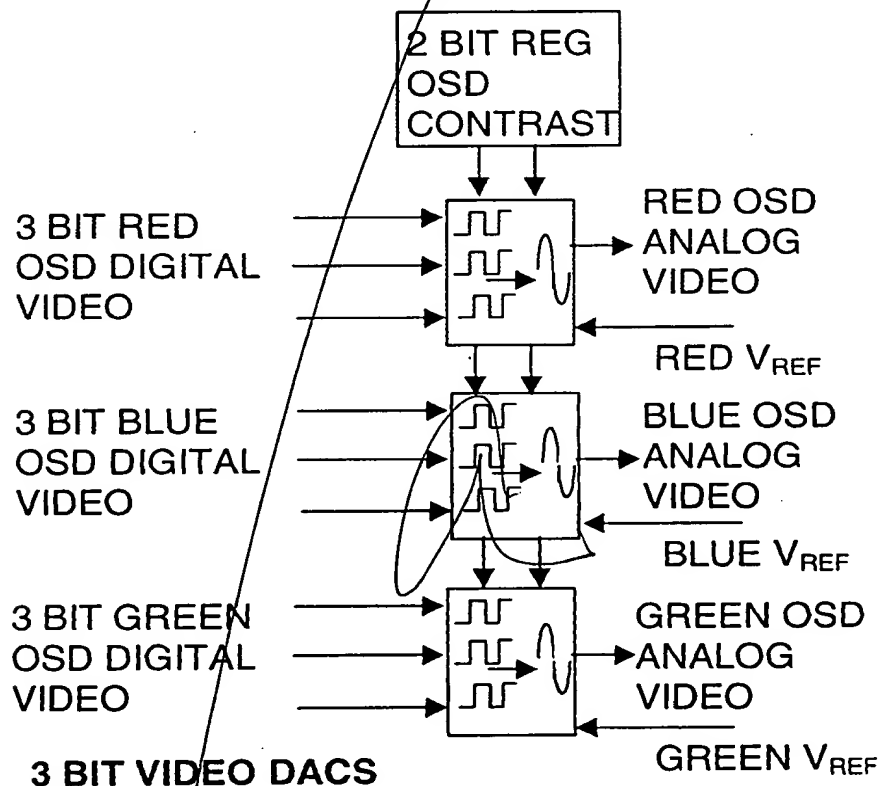 2 BIT REG
OSD
CONTRAST
3 BIT RED
OSD DIGITAL
VIDEO
RED OSD
ANALOG
VIDEO
RED VREF
3 BIT BLUE
OSD DIGITAL
VIDEO
BLUE OSD
ANALOG
VIDEO
BLUE VREF
3 BIT GREEN
OSD DIGITAL
VIDEO
GREEN OSD
ANALOG
VIDEO
GREEN VREF
3 BIT VIDEO DACS